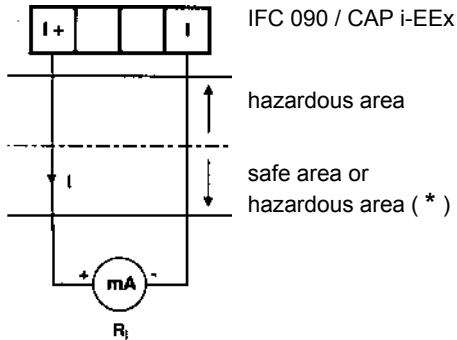 IFC 090 / CAP i-EEx
I+ I
hazardous area
safe area or
I
hazardous area ( * )
+ mA -
Ri